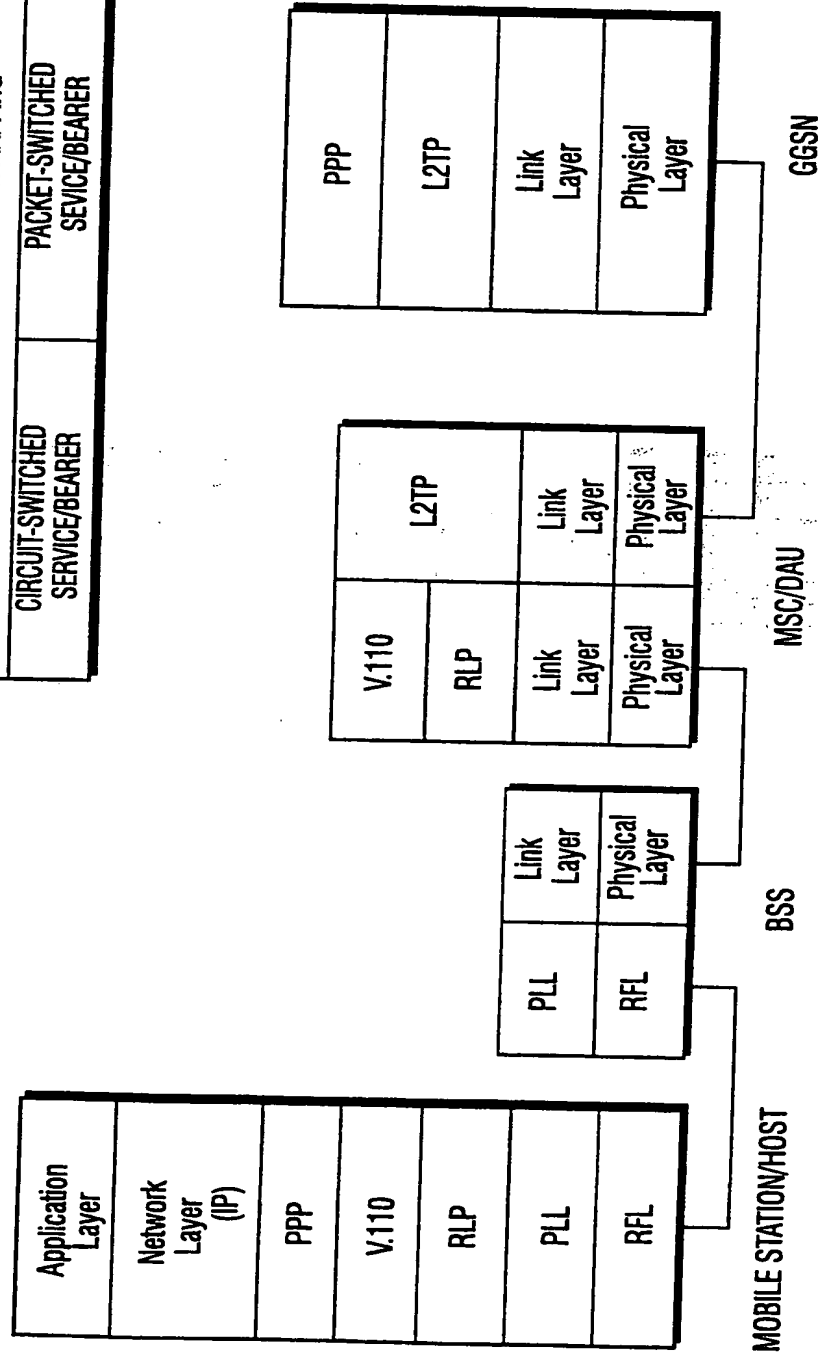 CIRCUIT-SWITCHED
SERVICE/BEARER
PACKET-SWITCHED
SEVICE/BEARER
Application
Layer
Network
Layer
(IP)
PPP
V.110
RLP
PLL
RFL
MOBILE STATION/HOST
PLL
RFL
Link
Layer
Physical
Layer
BSS
V.110
RLP
Link
Layer
Physical
Layer
L2TP
Link
Layer
Physical
Layer
MSC/DAU
PPP
L2TP
Link
Layer
Physical
Layer
GGSN